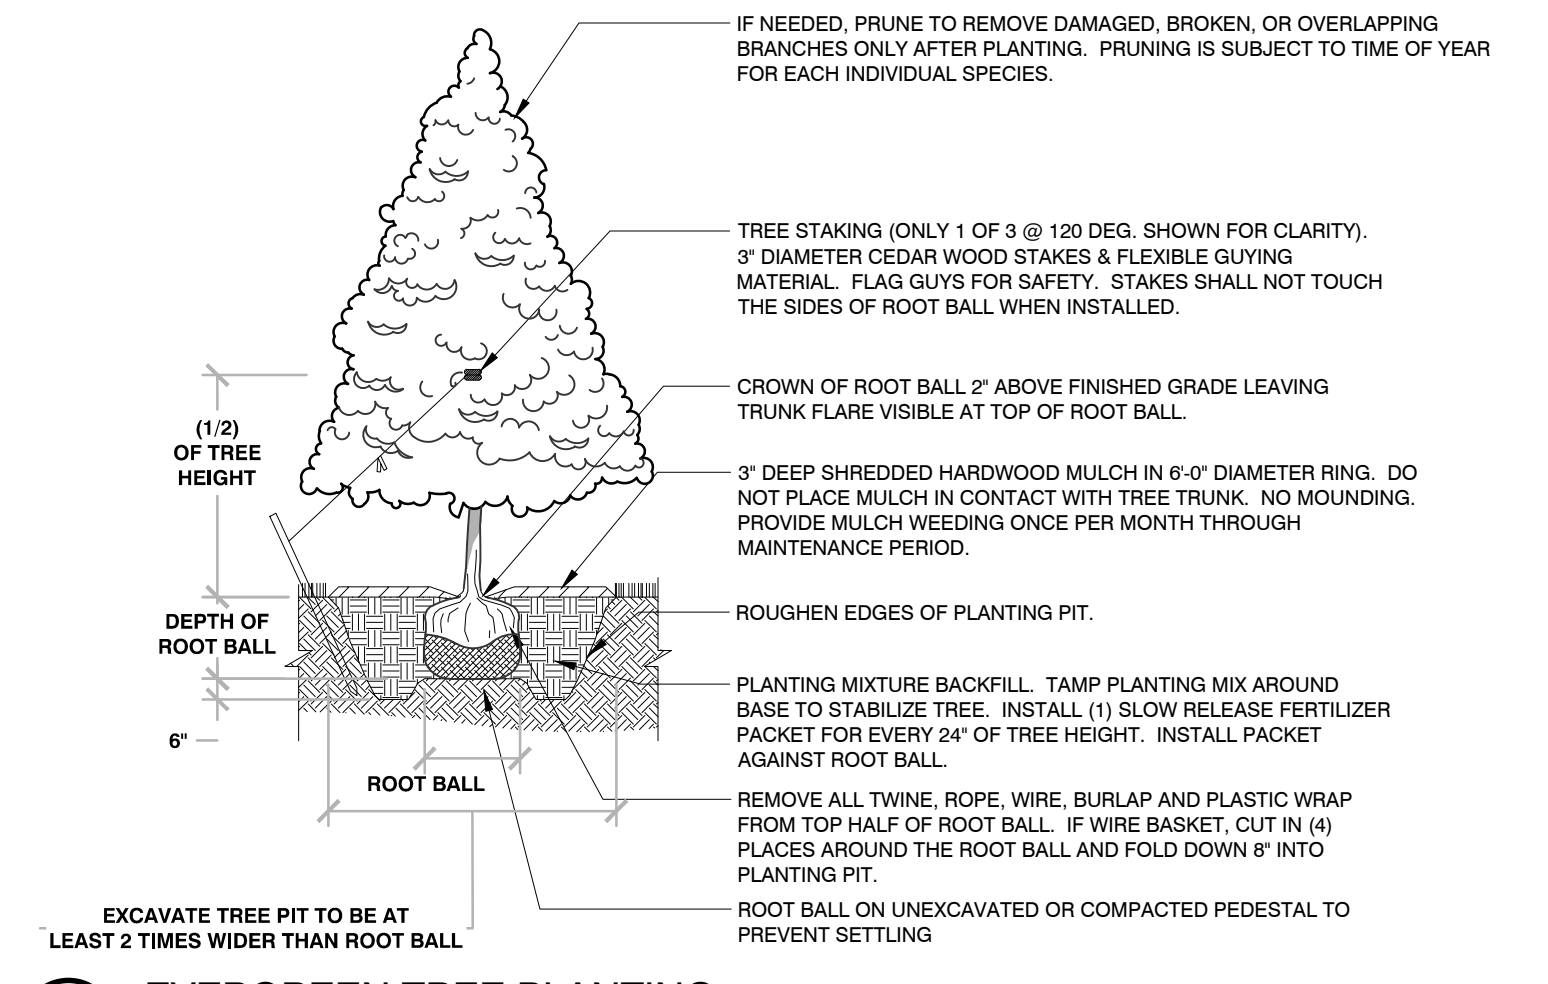 IF NEEDED, PRUNE TO REMOVE DAMAGED, BROKEN, OR OVERLAPPING
BRANCHES ONLY AFTER PLANTING. PRUNING IS SUBJECT TO TIME OF YEAR
FOR EACH INDIVIDUAL SPECIES.
TREE STAKING (ONLY 1 OF 3 @ 120 DEG. SHOWN FOR CLARITY).
3" DIAMETER CEDAR WOOD STAKES & FLEXIBLE GUYING
MATERIAL. FLAG GUYS FOR SAFETY. STAKES SHALL NOT TOUCH
THE SIDES OF ROOT BALL WHEN INSTALLED.
CROWN OF ROOT BALL 2" ABOVE FINISHED GRADE LEAVING
TRUNK FLARE VISIBLE AT TOP OF ROOT BALL.
(1/2)
OF TREE
HEIGHT
3" DEEP SHREDDED HARDWOOD MULCH IN 6'-0" DIAMETER RING. DO
NOT PLACE MULCH IN CONTACT WITH TREE TRUNK. NO MOUNDING.
PROVIDE MULCH WEEDING ONCE PER MONTH THROUGH
MAINTENANCE PERIOD.
ROUGHEN EDGES OF PLANTING PIT.
DEPTH OF
ROOT BALL
PLANTING MIXTURE BACKFILL. TAMP PLANTING MIX AROUND
BASE TO STABILIZE TREE. INSTALL (1) SLOW RELEASE FERTILIZER
PACKET FOR EVERY 24" OF TREE HEIGHT. INSTALL PACKET
AGAINST ROOT BALL.
6"
ROOT BALL
REMOVE ALL TWINE, ROPE, WIRE, BURLAP AND PLASTIC WRAP
FROM TOP HALF OF ROOT BALL. IF WIRE BASKET, CUT IN (4)
PLACES AROUND THE ROOT BALL AND FOLD DOWN 8" INTO
PLANTING PIT.
ROOT BALL ON UNEXCAVATED OR COMPACTED PEDESTAL TO
PREVENT SETTLING
EXCAVATE TREE PIT TO BE AT
LEAST 2 TIMES WIDER THAN ROOT BALL
EVERGREEN TREE PLANTING